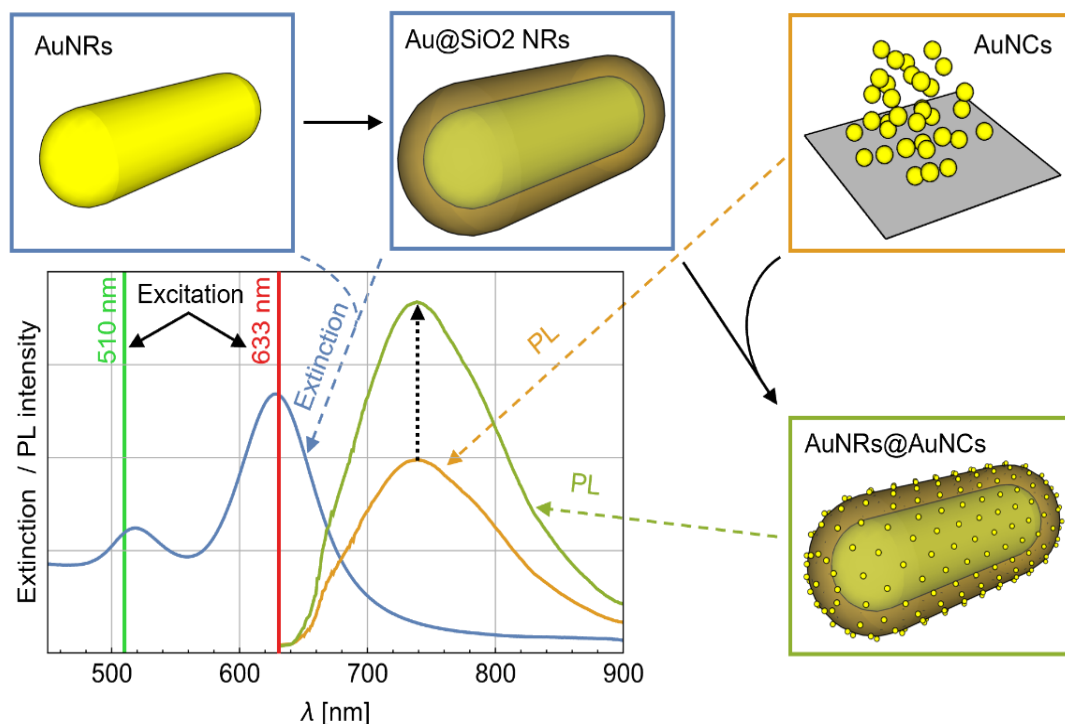 AuNRs
Au@SiO2 NRs
AuNCs
510 nm
Excitation
633 nm
Extinction
PL
PL
AuNRs@AuNCs
Extinction / PL intensity
500 600 700 800 900
λ [nm]